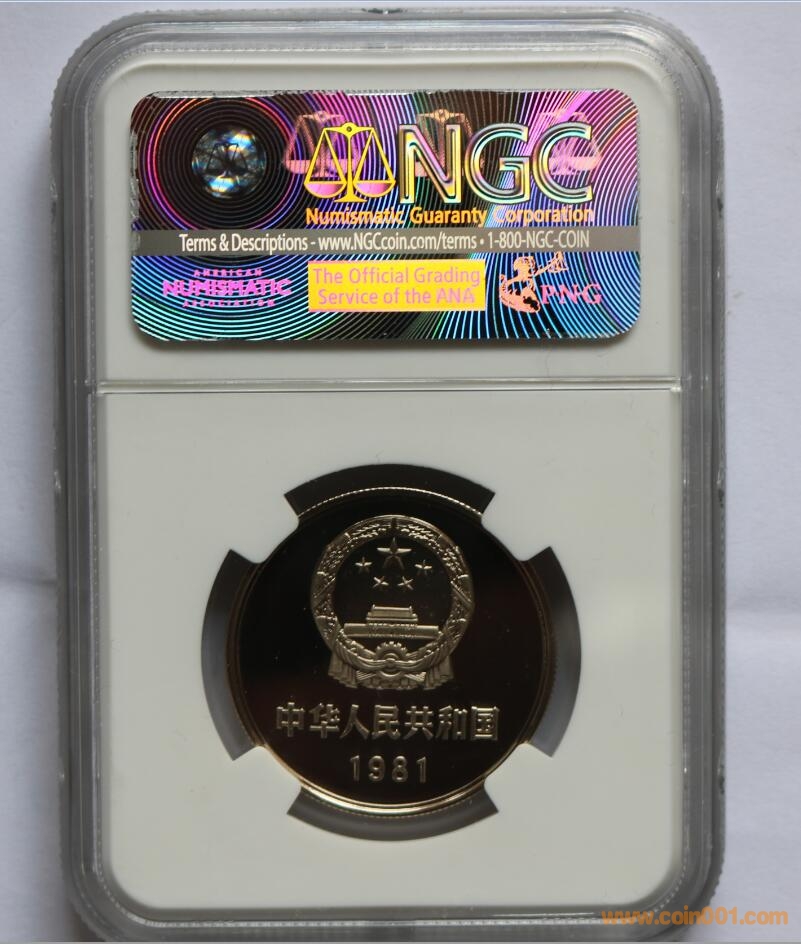 NGC
Numismatic Guaranty Corporation
Terms & Descriptions - www.NGCcoin.com/terms • 1-800-NGC-COIN
AMERICAN
NUMISMATIC
ASSOCIATION
The Official Grading
Service of the ANA
P·N·G
中华人民共和国
1981
www.coin001.com